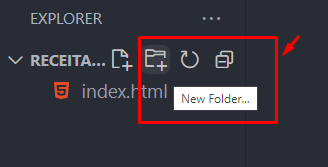 EXPLORER ...
RECEITA...
index.html
New Folder...